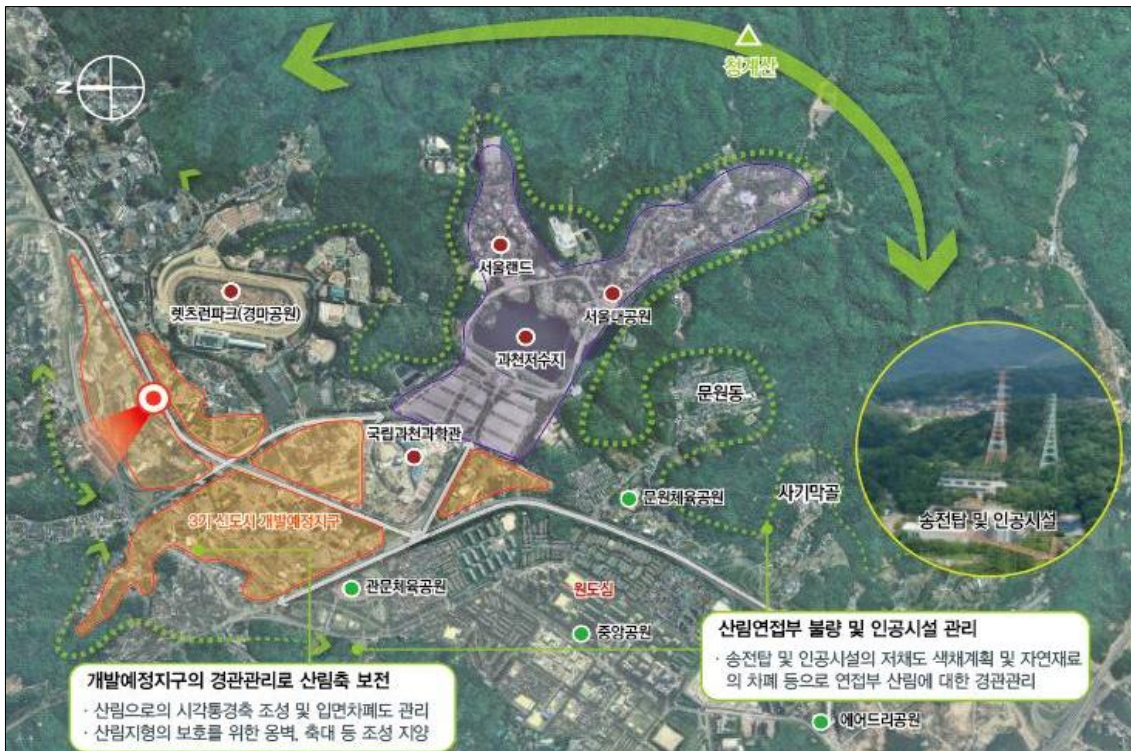 청계산
N
서울랜드
렛츠런파크(경마공원)
서울대공원
과천저수지
문원동
국립과천과학관
문원체육공원
사기막골
송전탑 및 인공시설
3기 신도시 개발예정지구
관문체육공원
원도심
중앙공원
산림연접부 불량 및 인공시설 관리
· 송전탑 및 인공시설의 저채도 색채계획 및 자연재료
의 차폐 등으로 연접부 산림에 대한 경관관리
개발예정지구의 경관관리로 산림축 보전
· 산림으로의 시각통경축 조성 및 입면차폐도 관리
· 산림지형의 보호를 위한 옹벽, 축대 등 조성 지양
에어드리공원